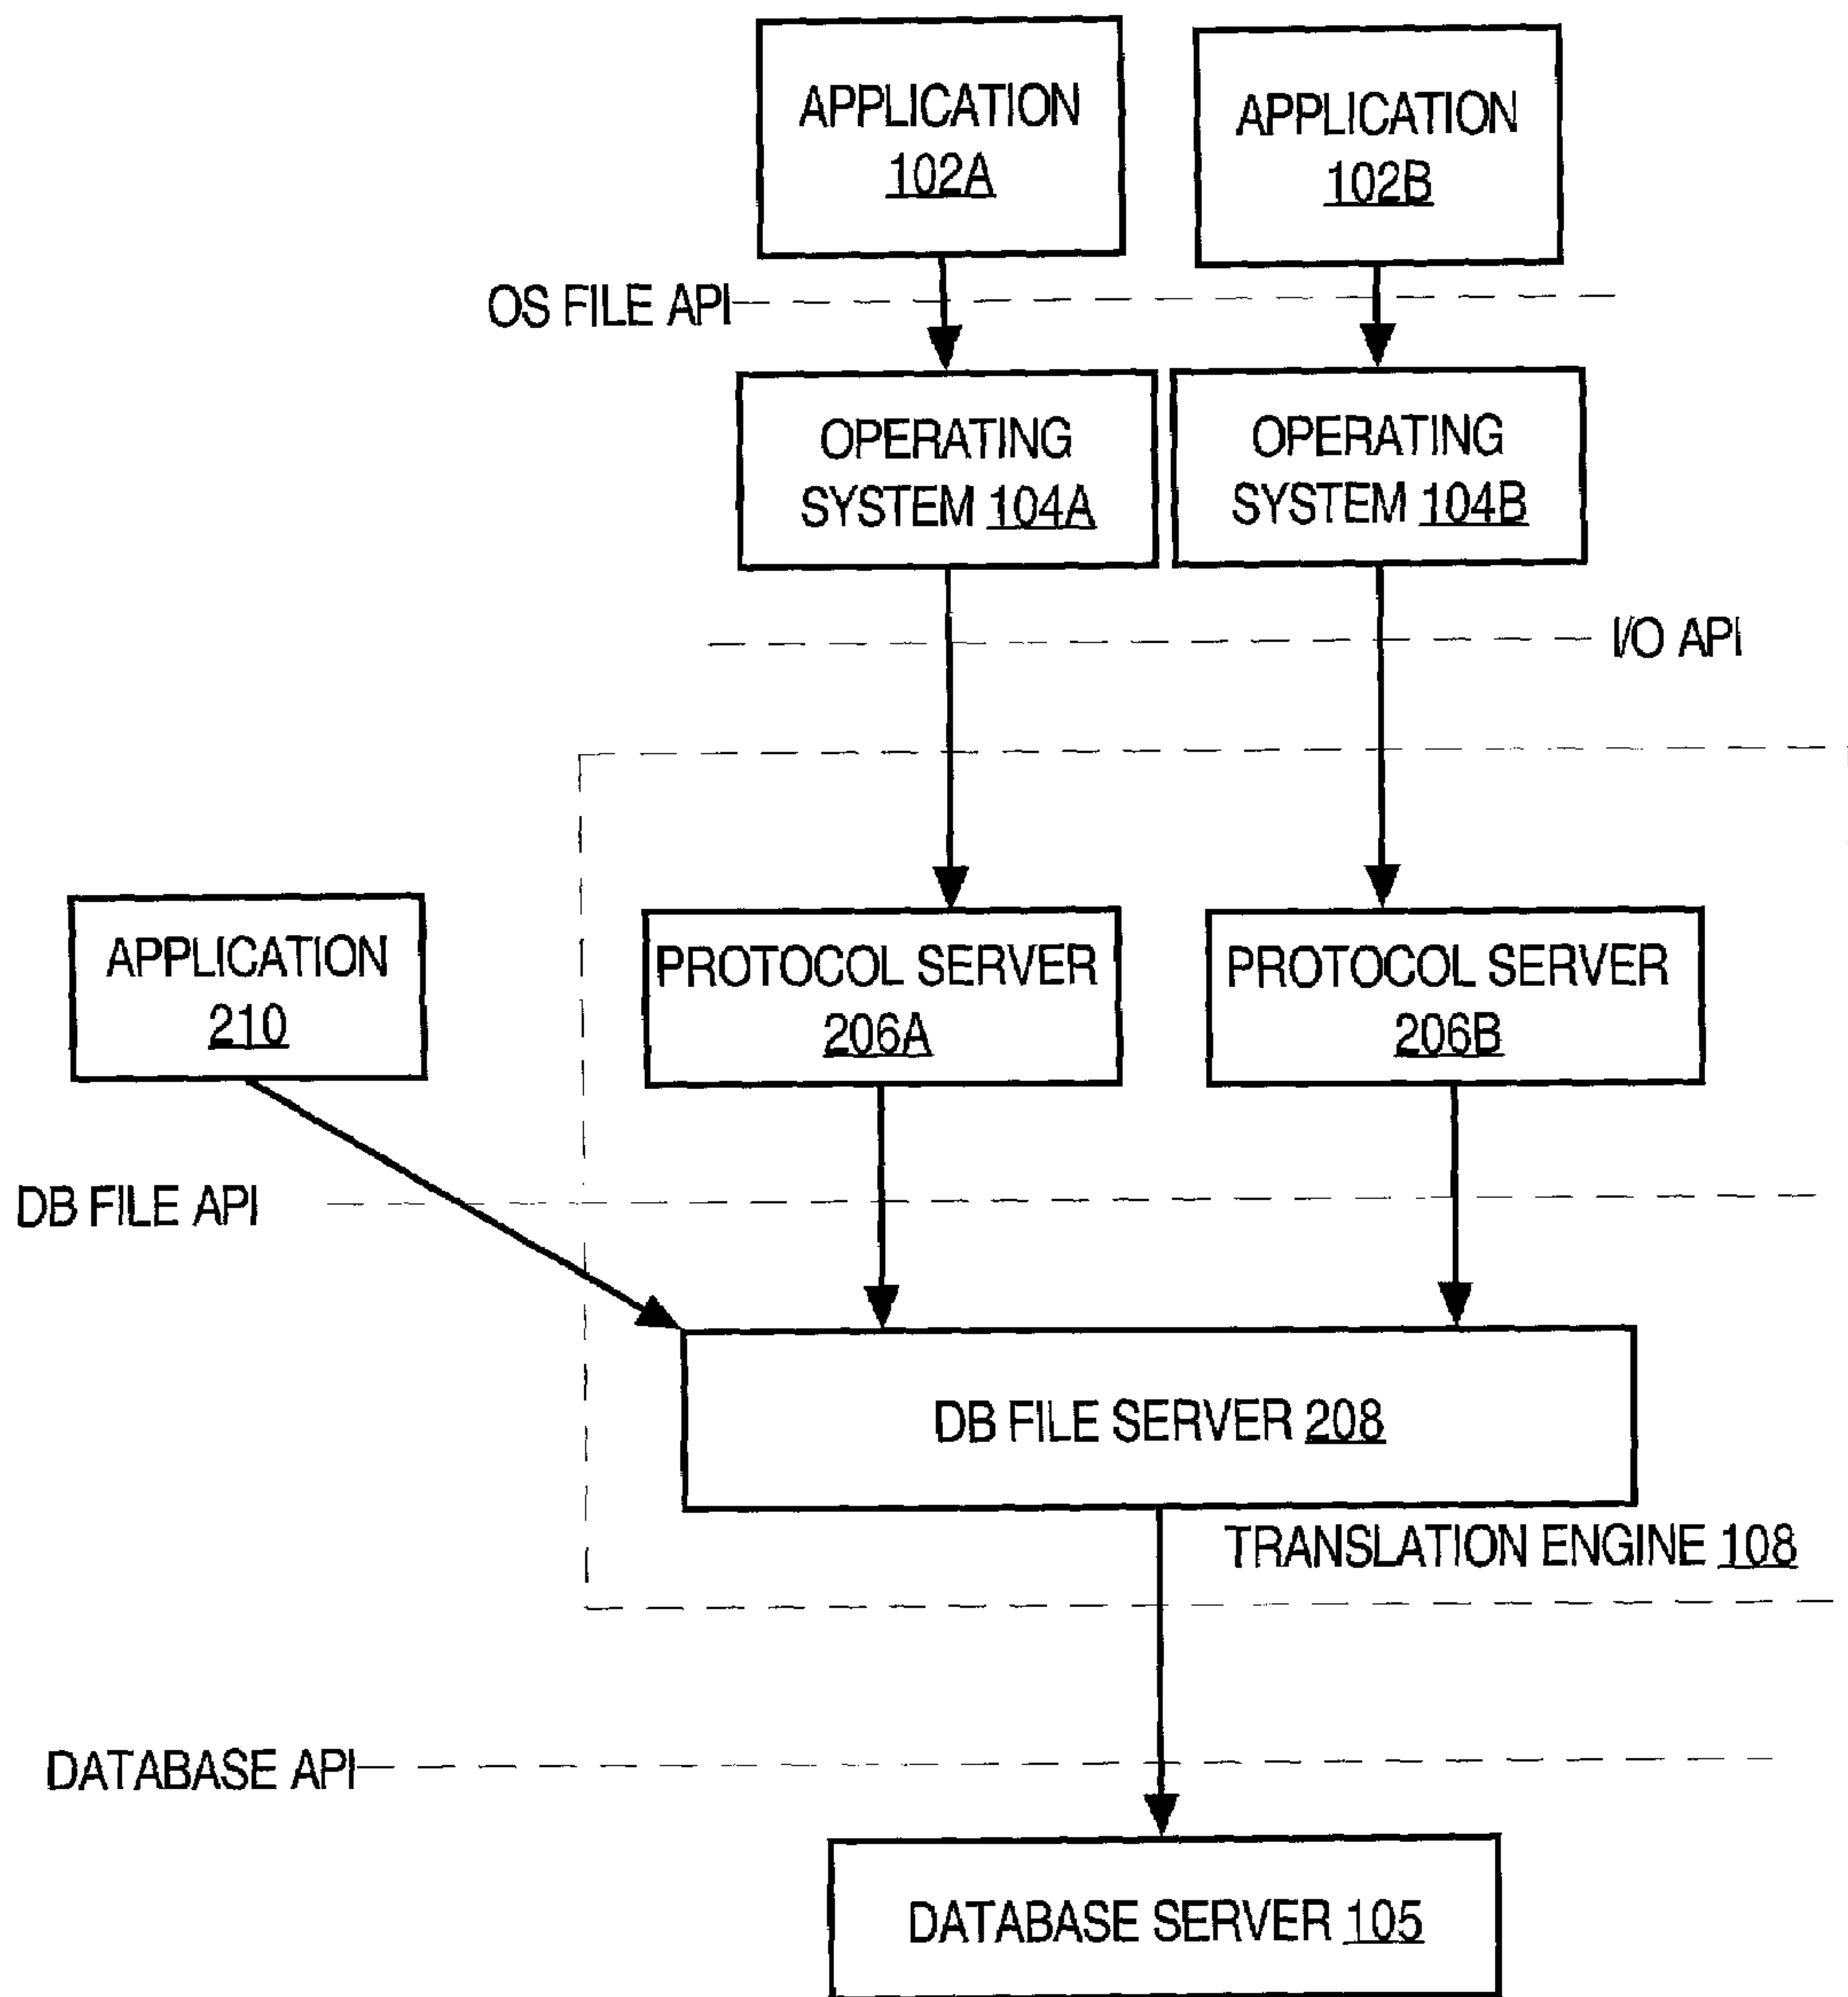 APPLICATION
102A
APPLICATION
102B
OS FILE API
OPERATING
SYSTEM 104A
OPERATING
SYSTEM 104B
I/O API
APPLICATION
210
PROTOCOL SERVER
206A
PROTOCOL SERVER
206B
DB FILE API
DB FILE SERVER 208
TRANSLATION ENGINE 108
DATABASE API
DATABASE SERVER 105